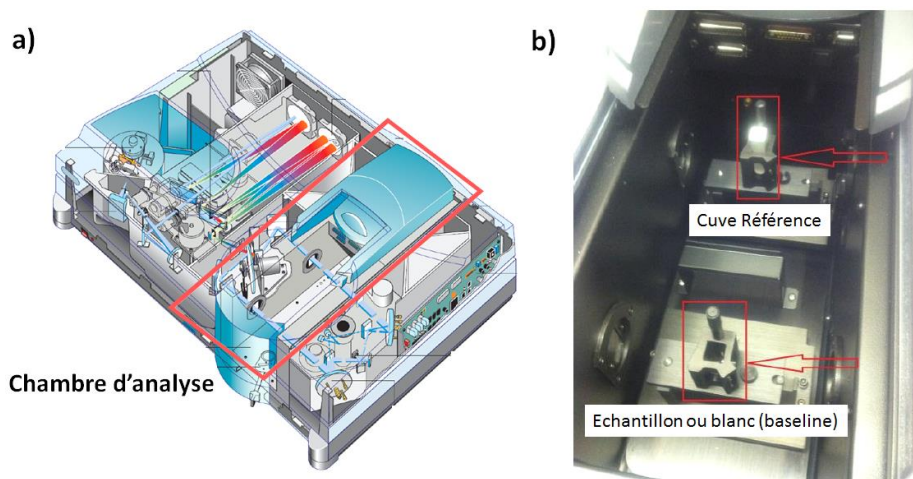 a)
Chambre d'analyse
b)
Cuve Référence
Echantillon ou blanc (baseline)